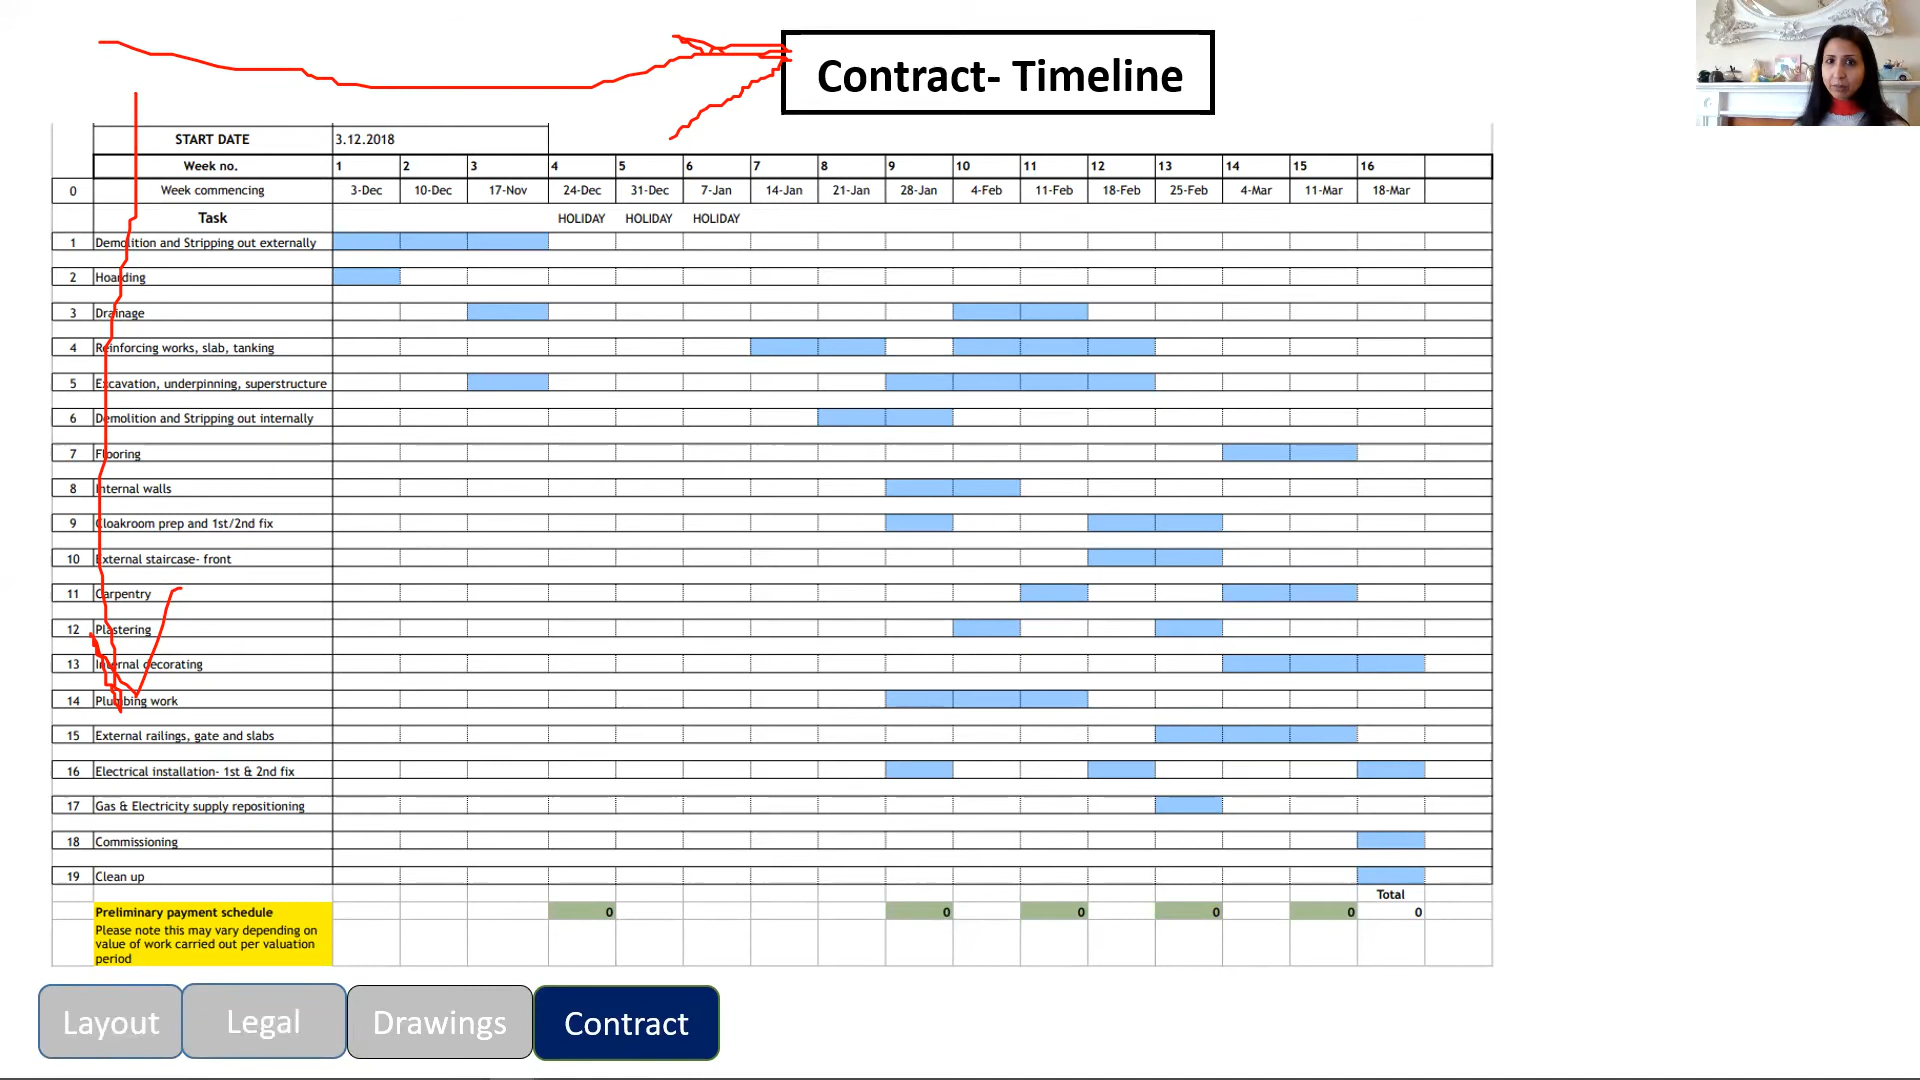 Contract- Timeline
START DATE 3.12.2018
Week no. 1 2 3 4 5 6 7 8 9 10 11 12 13 14 15 16
0 Week commencing 3-Dec 10-Dec 17-Nov 24-Dec 31-Dec 7-Jan 14-Jan 21-Jan 28-Jan 4-Feb 11-Feb 18-Feb 25-Feb 4-Mar 11-Mar 18-Mar
Task HOLIDAY HOLIDAY HOLIDAY
1 Demolition and Stripping out externally
2 Hoarding
3 Drainage
4 Reinforcing works, slab, tanking
5 Excavation, underpinning, superstructure
6 Demolition and Stripping out internally
7 Flooring
8 Internal walls
9 Cloakroom prep and 1st/2nd fix
10 External staircase- front
11 Carpentry
12 Plastering
13 Internal decorating
14 Plumbing work
15 External railings, gate and slabs
16 Electrical installation- 1st & 2nd fix
17 Gas & Electricity supply repositioning
18 Commissioning
19 Clean up
Total
Preliminary payment schedule 0 0 0 0 0 0
Please note this may vary depending on
value of work carried out per valuation
period
Layout Legal Drawings Contract